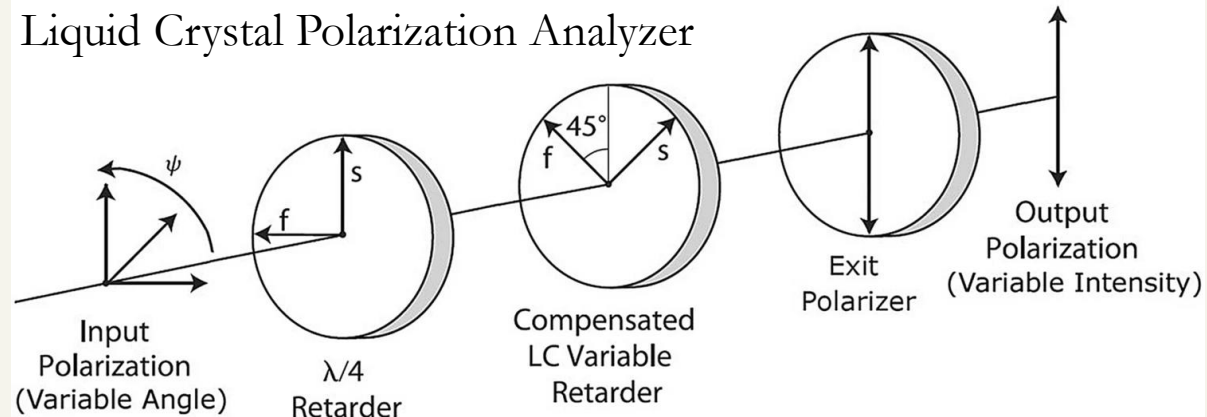 Liquid Crystal Polarization Analyzer
ψ
Input
Polarization
(Variable Angle)
f
s
λ/4
Retarder
45°
f
s
Compensated
LC Variable
Retarder
Exit
Polarizer
Output
Polarization
(Variable Intensity)